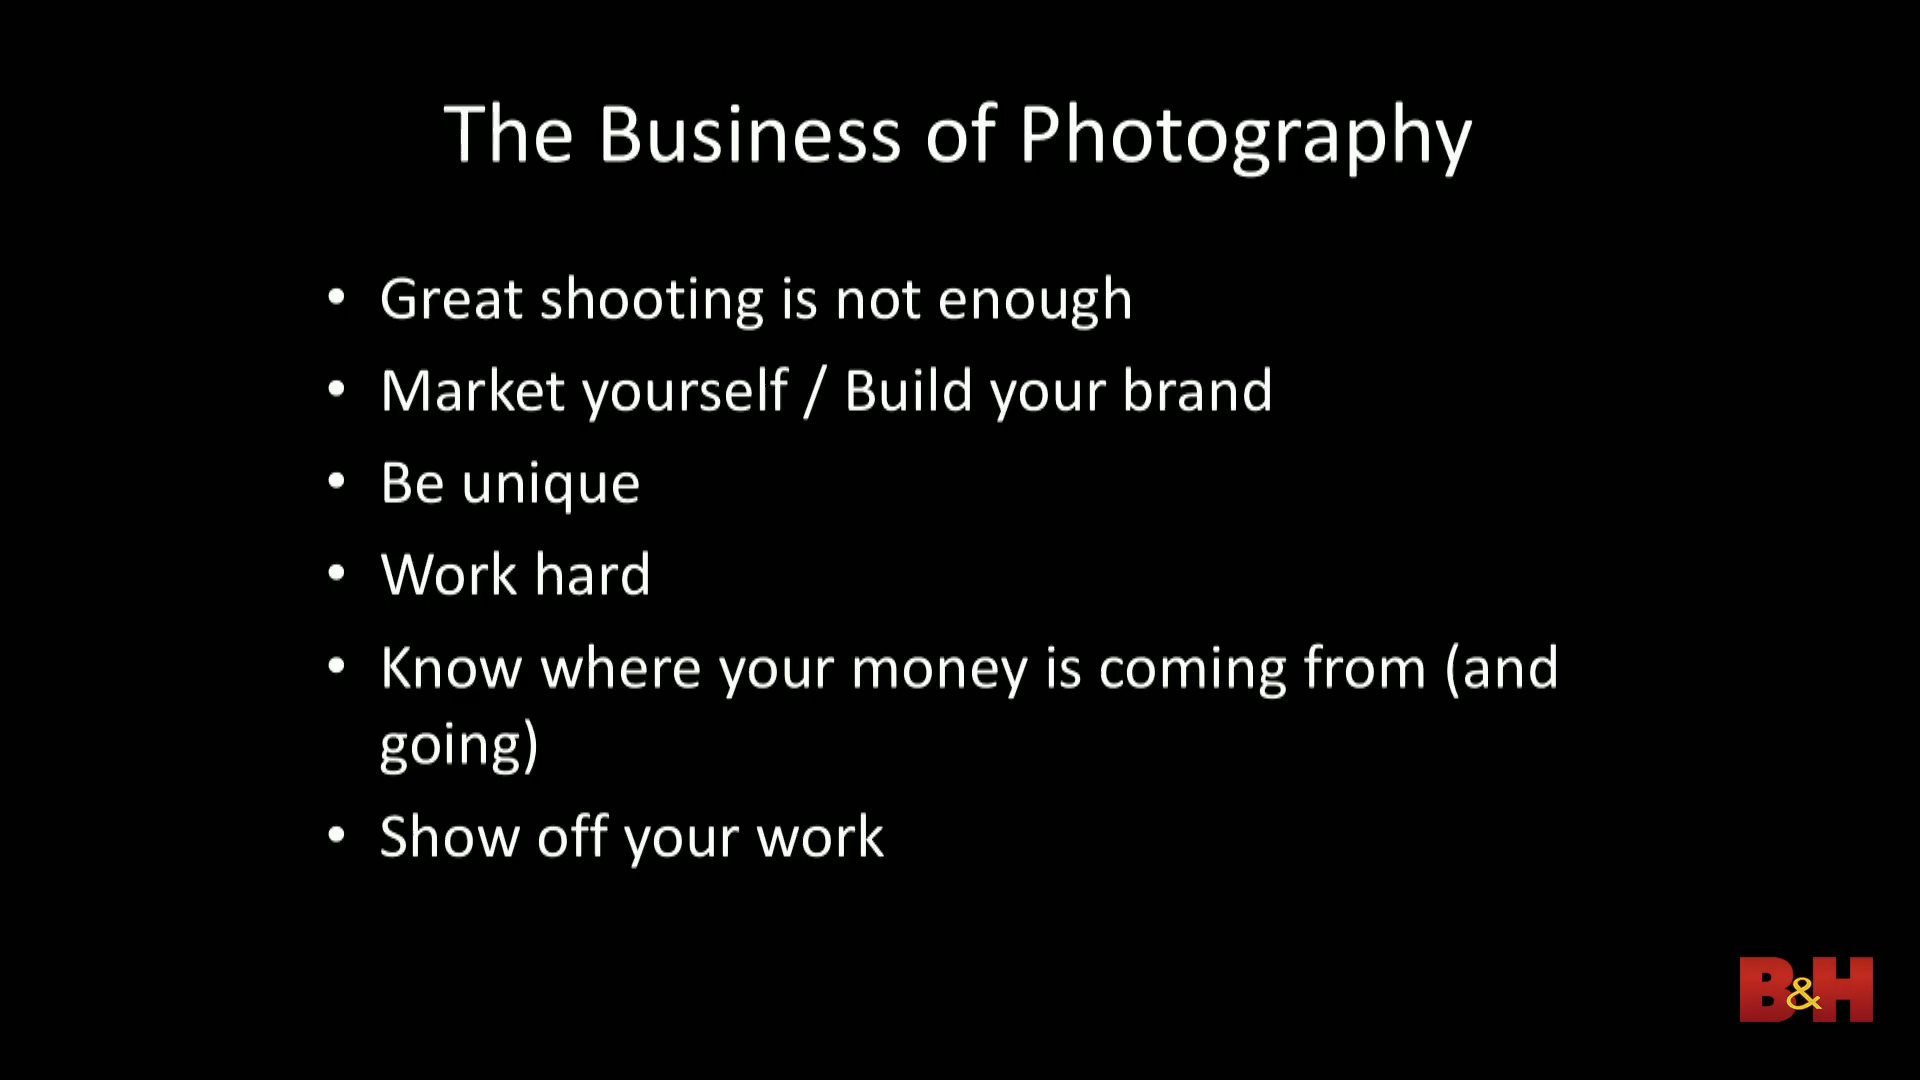 The Business of Photography
• Great shooting is not enough
• Market yourself / Build your brand
• Be unique
• Work hard
• Know where your money is coming from (and
going)
• Show off your work
B&H